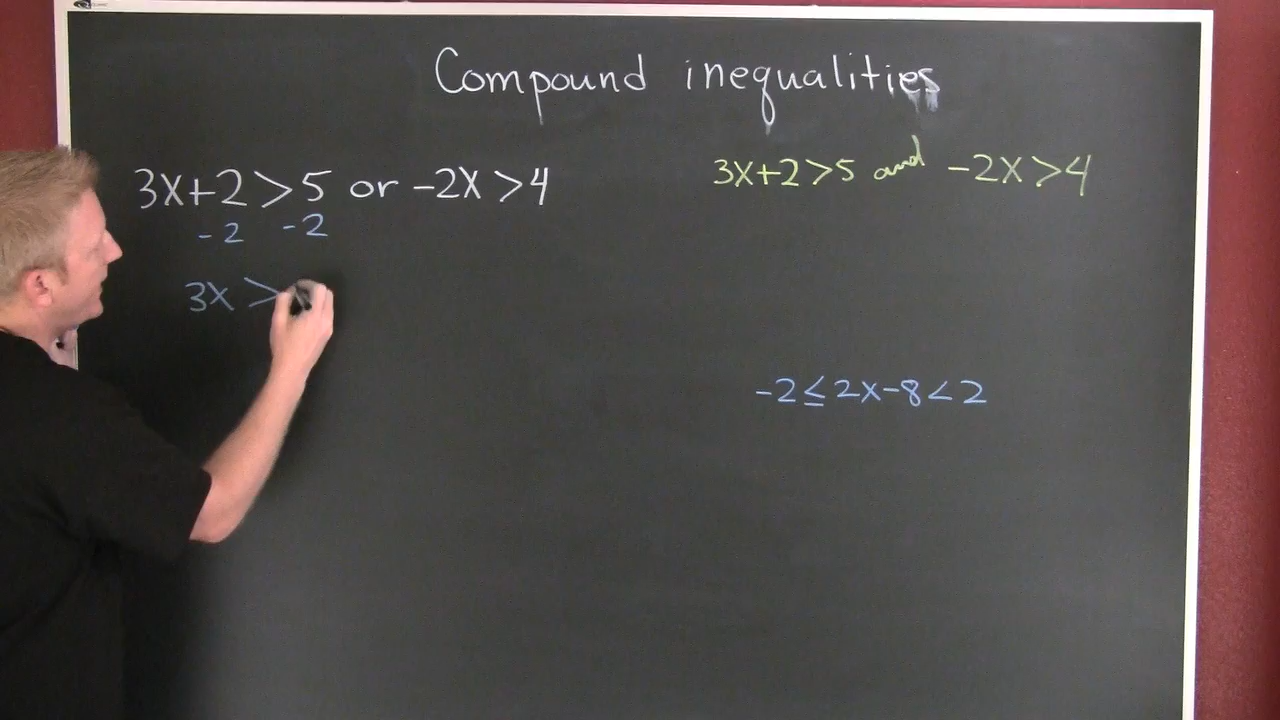 Compound inequalities
3x+2>5 or -2x>4
-2 -2
3x >
3x+2>5 and -2x>4
-2≤2x-8<2